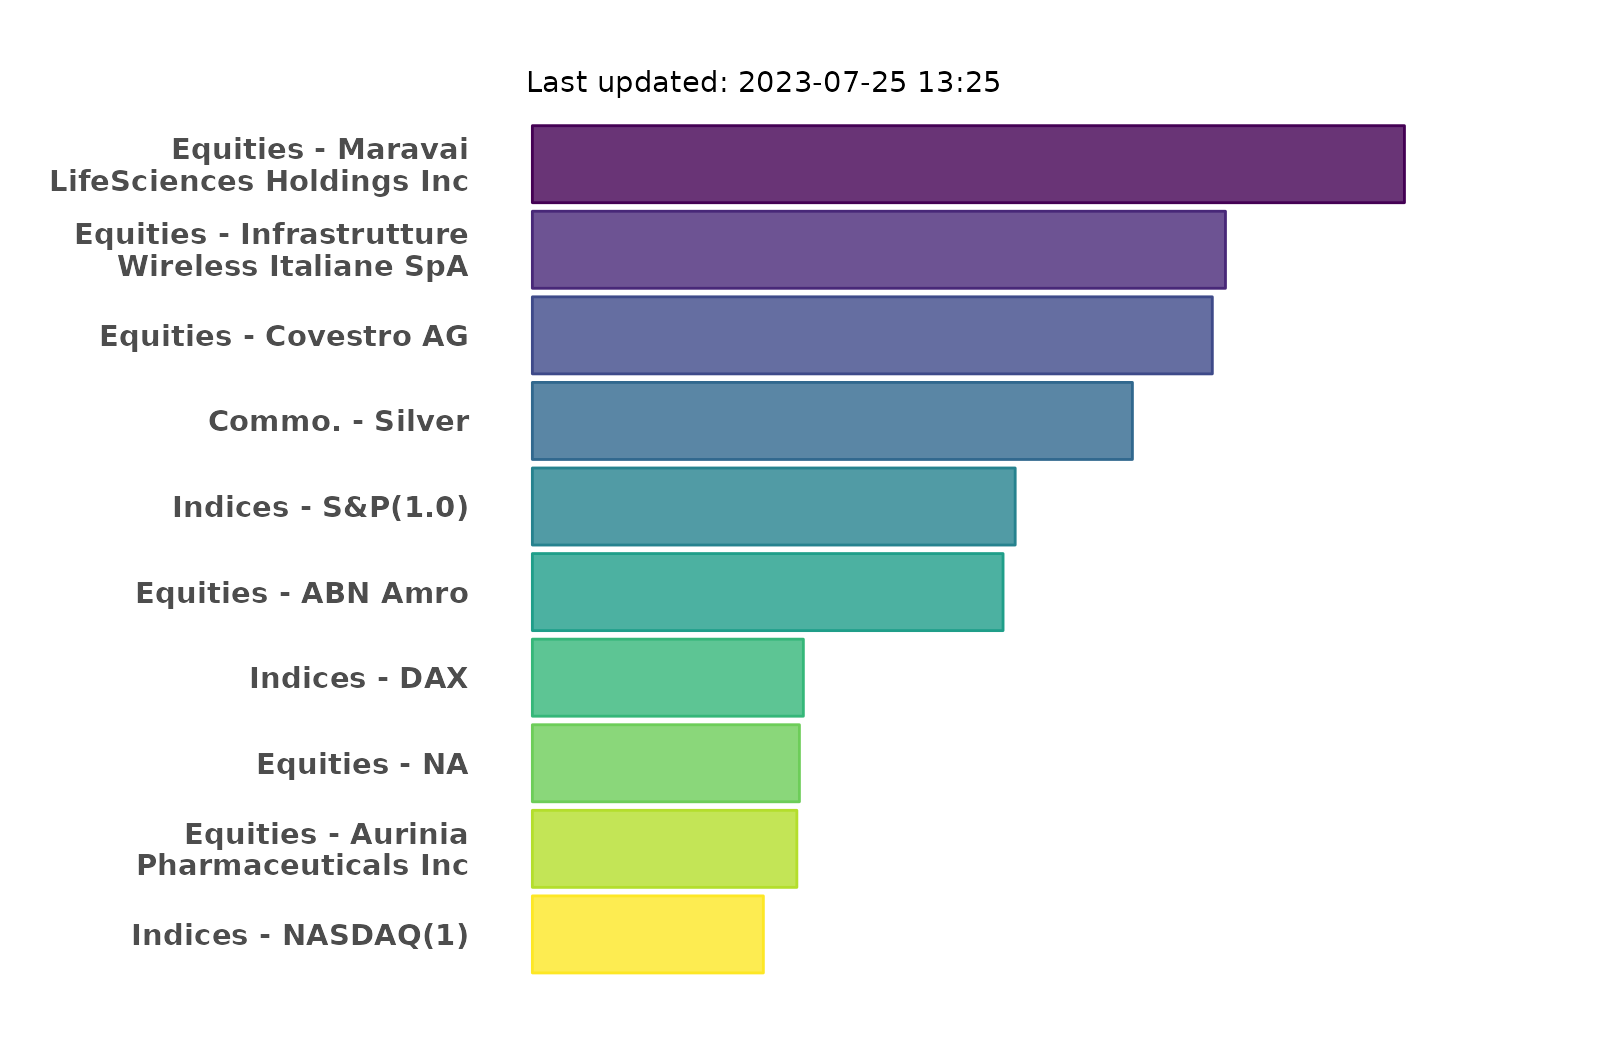 Last updated: 2023-07-25 13:25
Equities - Maravai
LifeSciences Holdings Inc
Equities - Infrastrutture
Wireless Italiane SpA
Equities - Covestro AG
Commo. - Silver
Indices - S&P(1.0)
Equities - ABN Amro
Indices - DAX
Equities - NA
Equities - Aurinia
Pharmaceuticals Inc
Indices - NASDAQ(1)